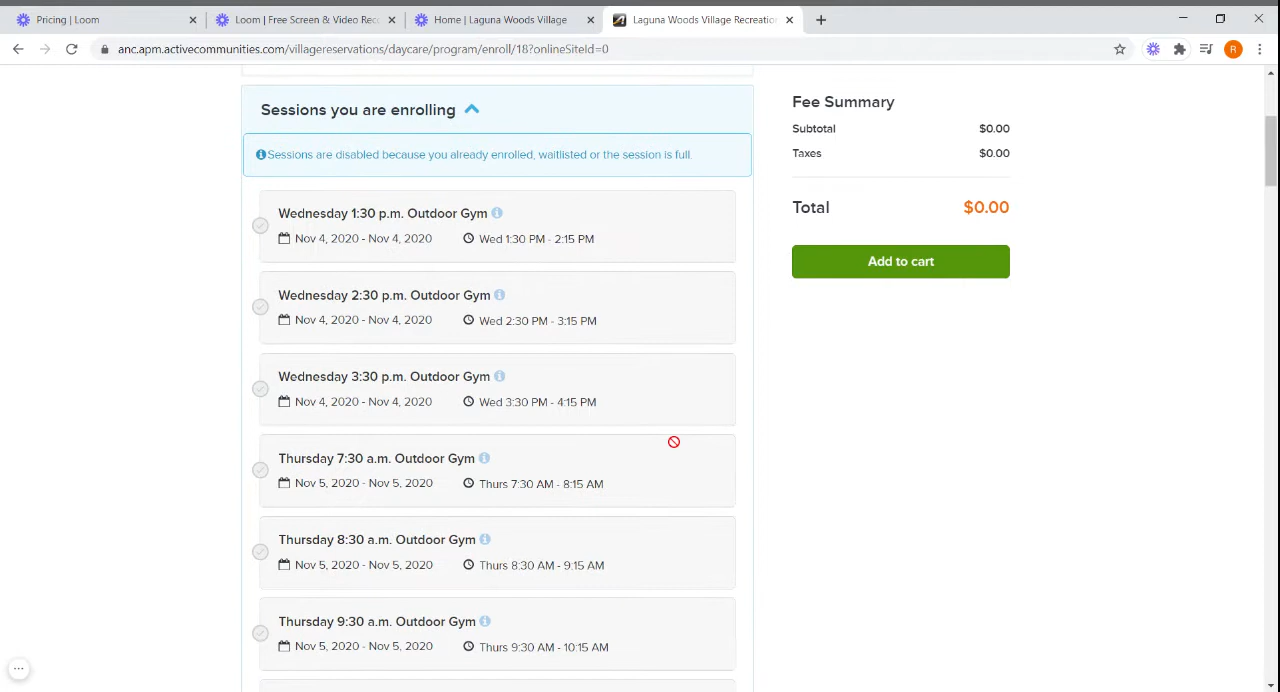 Pricing | Loom
Loom | Free Screen & Video Rec
Home | Laguna Woods Village
Laguna Woods Village Recreation
anc.apm.activecommunities.com/villagereservations/daycare/program/enroll/18?onlineSiteId=0
R
Sessions you are enrolling
Sessions are disabled because you already enrolled, waitlisted or the session is full.
Wednesday 1:30 p.m. Outdoor Gym
Nov 4, 2020 - Nov 4, 2020 Wed 1:30 PM - 2:15 PM
Wednesday 2:30 p.m. Outdoor Gym
Nov 4, 2020 - Nov 4, 2020 Wed 2:30 PM - 3:15 PM
Wednesday 3:30 p.m. Outdoor Gym
Nov 4, 2020 - Nov 4, 2020 Wed 3:30 PM - 4:15 PM
Thursday 7:30 a.m. Outdoor Gym
Nov 5, 2020 - Nov 5, 2020 Thurs 7:30 AM - 8:15 AM
Thursday 8:30 a.m. Outdoor Gym
Nov 5, 2020 - Nov 5, 2020 Thurs 8:30 AM - 9:15 AM
Thursday 9:30 a.m. Outdoor Gym
Nov 5, 2020 - Nov 5, 2020 Thurs 9:30 AM - 10:15 AM
Fee Summary
Subtotal $0.00
Taxes $0.00
Total $0.00
Add to cart